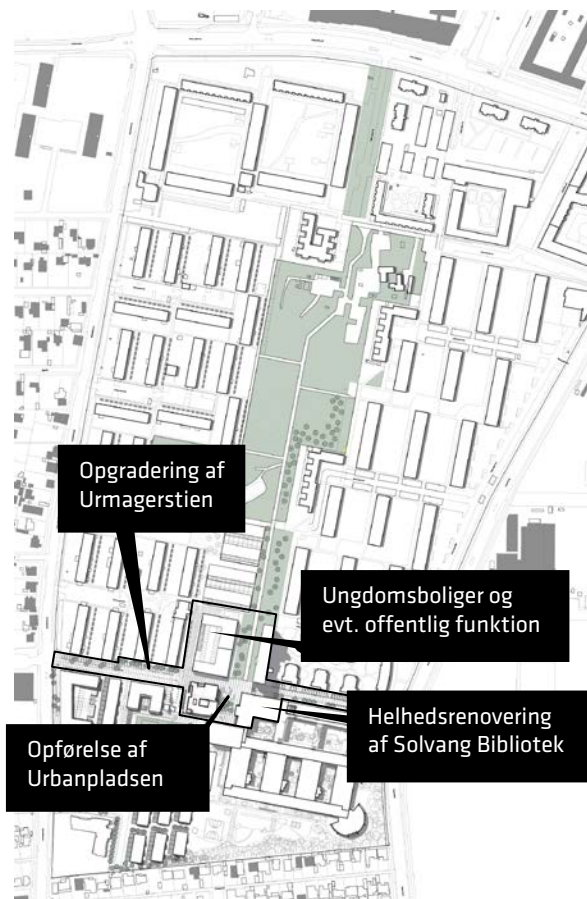 Opgradering af
Urmagerstien
Ungdomsboliger og
evt. offentlig funktion
Helhedsrenovering
af Solvang Bibliotek
Opførelse af
Urbanpladsen